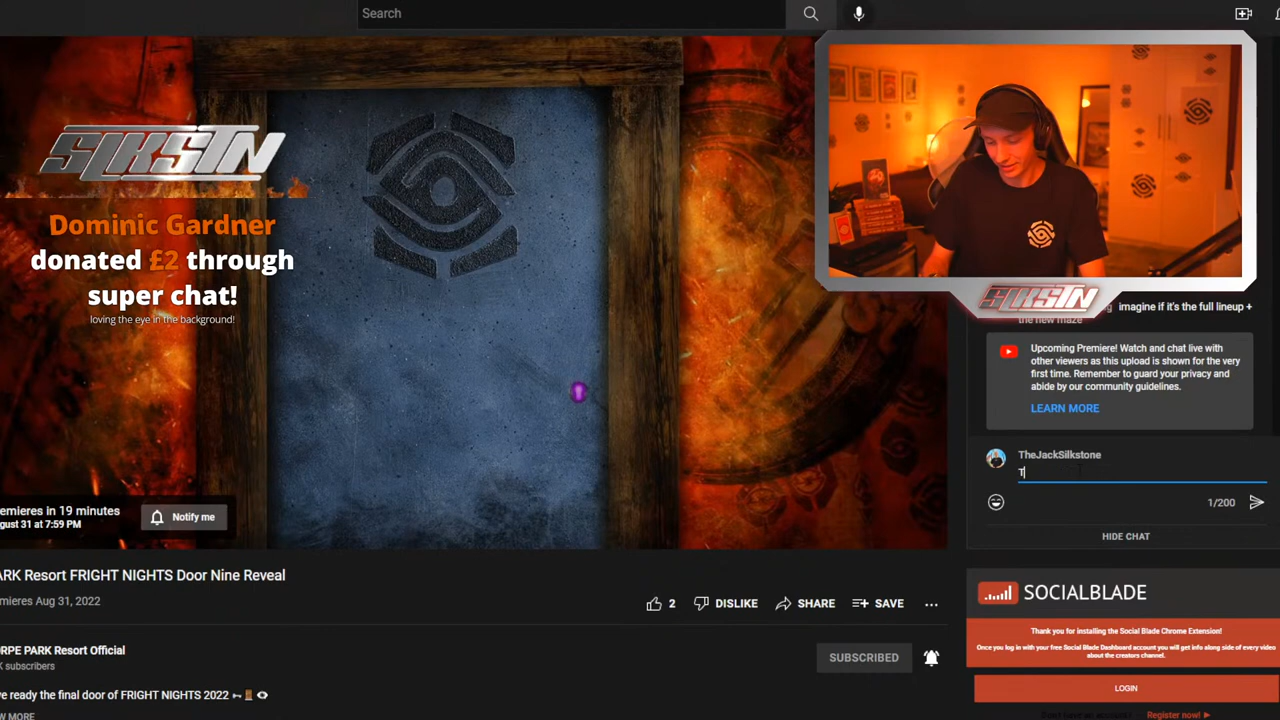 Search
SLKSTN
Dominic Gardner
donated £2 through
super chat!
loving the eye in the background!
SLKSTN
imagine if it's the full lineup +
the new maze
Upcoming Premiere! Watch and chat live with
other viewers as this upload is shown for the very
first time. Remember to guard your privacy and
abide by our community guidelines.
LEARN MORE
TheJackSilkstone
T
1/200
HIDE CHAT
emieres in 19 minutes
gust 31 at 7:59 PM
Notify me
ARK Resort FRIGHT NIGHTS Door Nine Reveal
mieres Aug 31, 2022
2
DISLIKE
SHARE
SAVE
RPE PARK Resort Official
K subscribers
SUBSCRIBED
ve ready the final door of FRIGHT NIGHTS 2022
OW MORE
SOCIALBLADE
Thank you for installing the Social Blade Chrome Extension!
Once you log in with your free Social Blade Dashboard account you will get info along side of every video
about the creators channel.
LOGIN
Register now!